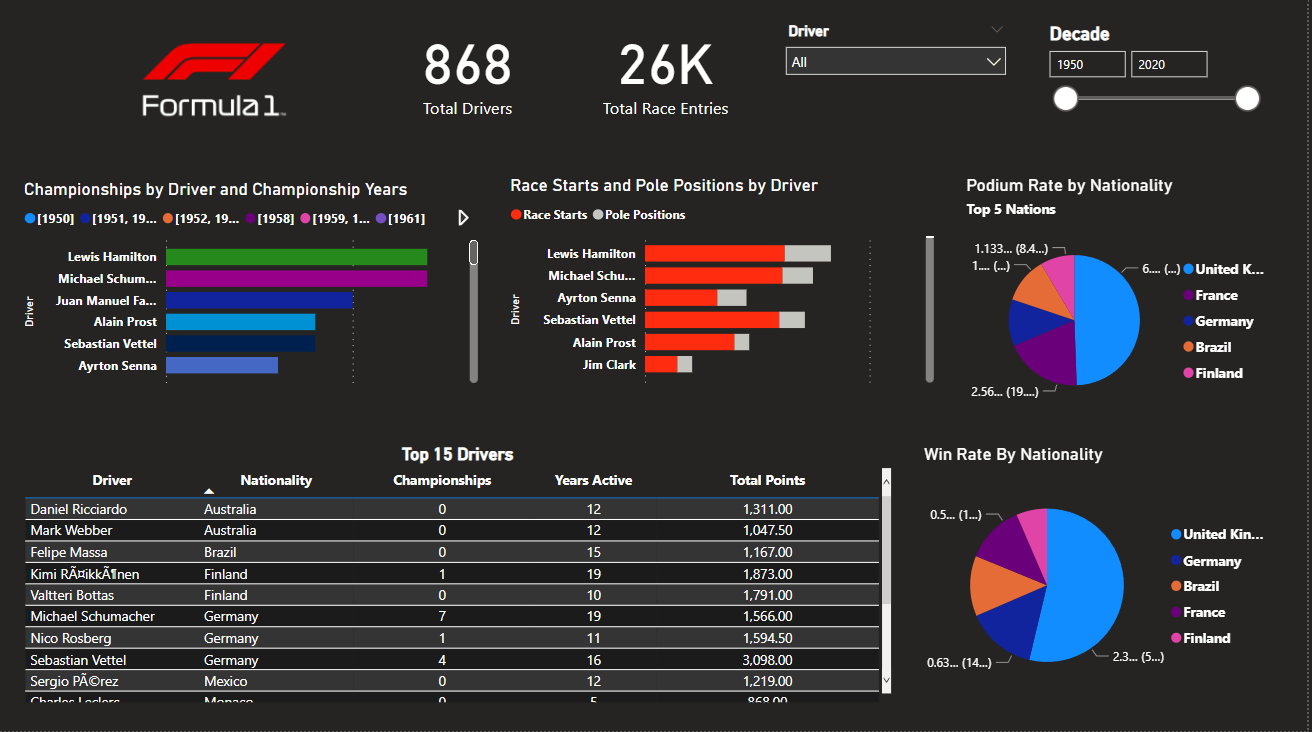 Formula 1
868
Total Drivers
26K
Total Race Entries
Driver
All
Decade
1950
2020
Championships by Driver and Championship Years
[1950] [1951, 19... [1952, 19... [1958] [1959, 1... [1961]
Driver
Lewis Hamilton
Michael Schum...
Juan Manuel Fa...
Alain Prost
Sebastian Vettel
Ayrton Senna
Race Starts and Pole Positions by Driver
Race Starts Pole Positions
Driver
Lewis Hamilton
Michael Schu...
Ayrton Senna
Sebastian Vettel
Alain Prost
Jim Clark
Podium Rate by Nationality
Top 5 Nations
1.133... (8.4...)
1.... (...)
6.... (...)
2.56... (19....)
United K...
France
Germany
Brazil
Finland
Top 15 Drivers
Driver Nationality Championships Years Active Total Points
Daniel Ricciardo Australia 0 12 1,311.00
Mark Webber Australia 0 12 1,047.50
Felipe Massa Brazil 0 15 1,167.00
Kimi RÃ¤ikkÃ¶nen Finland 1 19 1,873.00
Valtteri Bottas Finland 0 10 1,791.00
Michael Schumacher Germany 7 19 1,566.00
Nico Rosberg Germany 1 11 1,594.50
Sebastian Vettel Germany 4 16 3,098.00
Sergio PÃ©rez Mexico 0 12 1,219.00
Charles Leclerc Monaco 0 5 868.00
Win Rate By Nationality
0.5... (1...)
0.63... (14...)
2.3... (5...)
United Kin...
Germany
Brazil
France
Finland